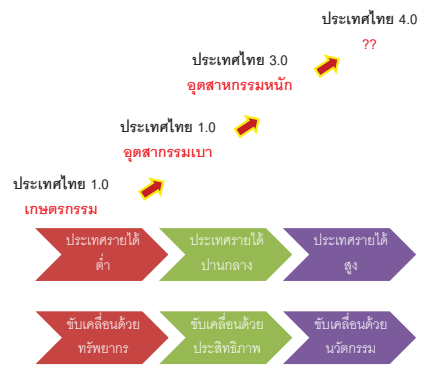 ประเทศไทย 4.0
??
ประเทศไทย 3.0
อุตสาหกรรมหนัก
ประเทศไทย 1.0
อุตสากรรมเบา
ประเทศไทย 1.0
เกษตรกรรม
ประเทศรายได้
ต่ำ
ประเทศรายได้
ปานกลาง
ประเทศรายได้
สูง
ขับเคลื่อนด้วย
ทรัพยากร
ขับเคลื่อนด้วย
ประสิทธิภาพ
ขับเคลื่อนด้วย
นวัตกรรม